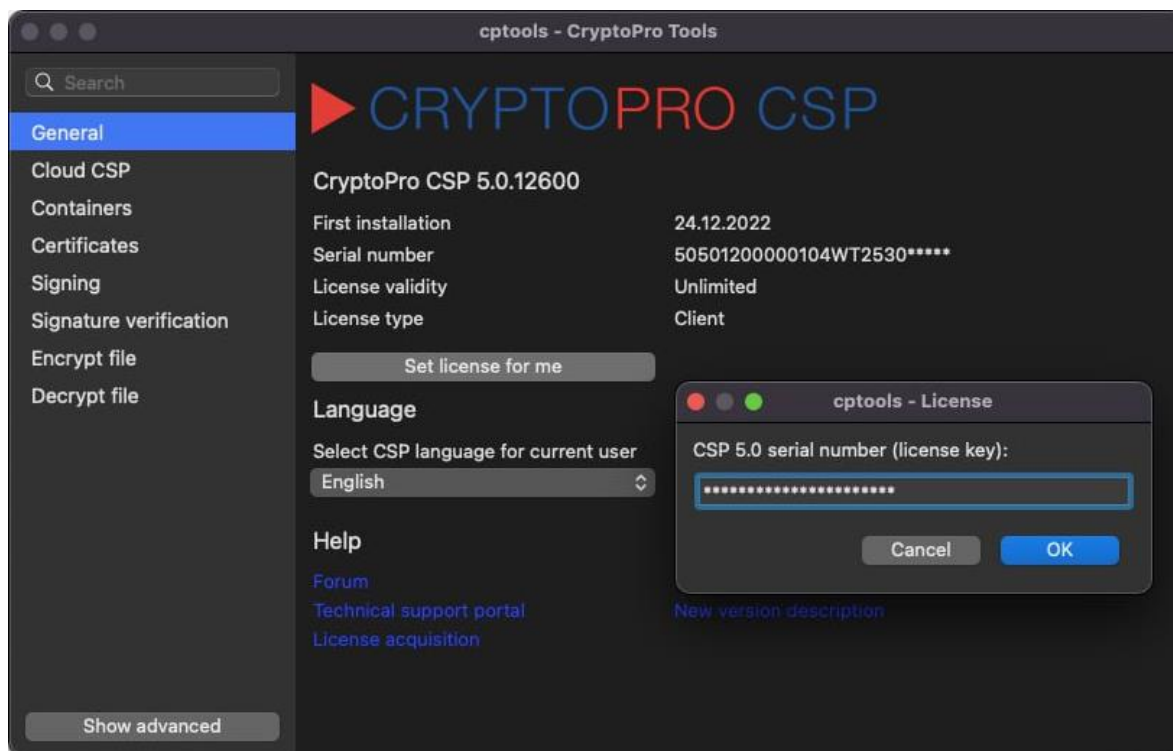 cptools - CryptoPro Tools
Search
General
Cloud CSP
Containers
Certificates
Signing
Signature verification
Encrypt file
Decrypt file
Show advanced
CRYPTOPRO CSP
CryptoPro CSP 5.0.12600
First installation 24.12.2022
Serial number 50501200000104WT2530*****
License validity Unlimited
License type Client
Set license for me
Language
Select CSP language for current user
English
Help
Forum
Technical support portal New version description
License acquisition
cptools - License
CSP 5.0 serial number (license key):
**********************
Cancel OK